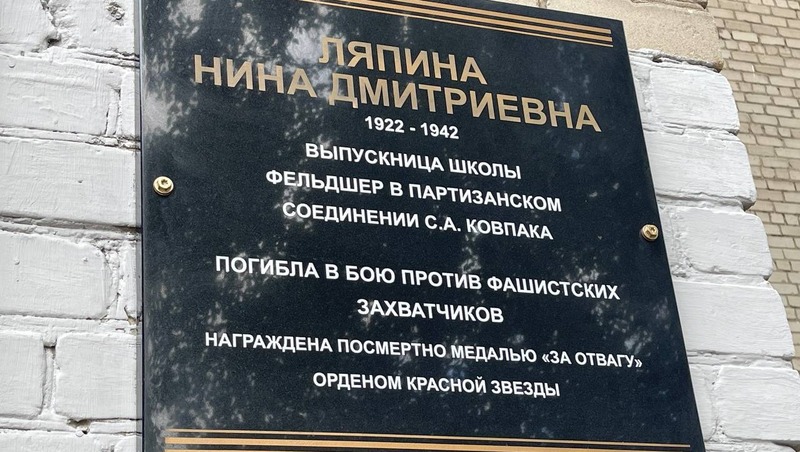 ЛЯПИНА
НИНА ДМИТРИЕВНА
1922 - 1942
ВЫПУСКНИЦА ШКОЛЫ
ФЕЛЬДШЕР В ПАРТИЗАНСКОМ
СОЕДИНЕНИИ С.А. КОВПАКА
ПОГИБЛА В БОЮ ПРОТИВ ФАШИСТСКИХ
ЗАХВАТЧИКОВ
НАГРАЖДЕНА ПОСМЕРТНО МЕДАЛЬЮ «ЗА ОТВАГУ»
ОРДЕНОМ КРАСНОЙ ЗВЕЗДЫ